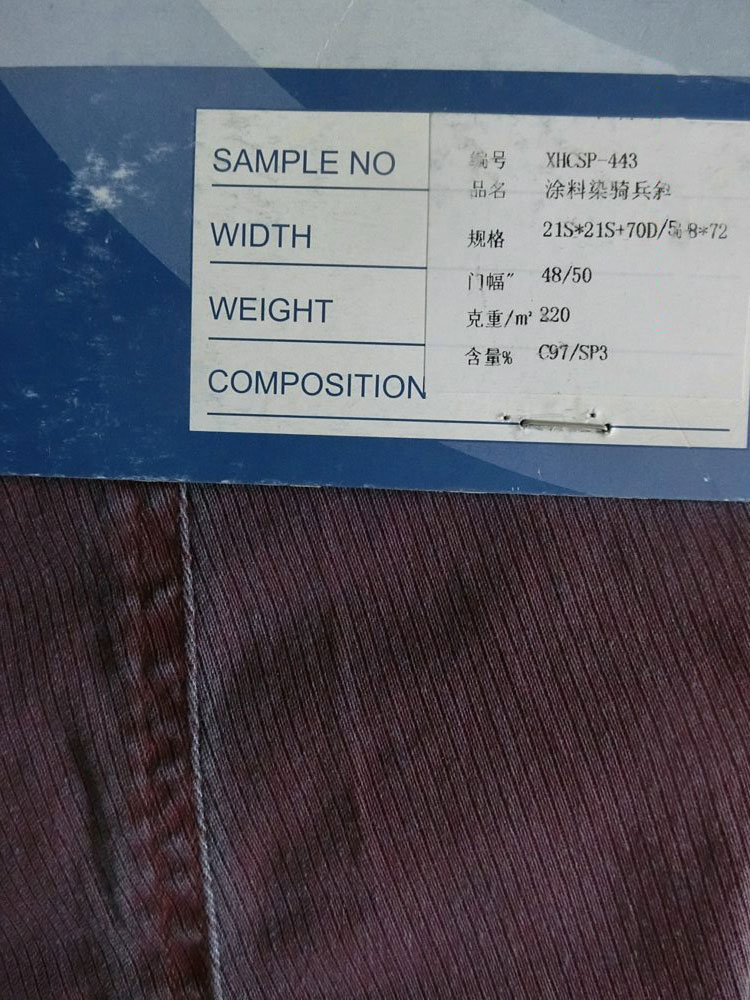 SAMPLE NO
WIDTH
WEIGHT
COMPOSITION
编号 XHCSP-443
品名 涂料染骑兵斜
规格 21S*21S+70D/ *72
门幅" 48/50
克重/㎡ 220
含量% C97/SP3